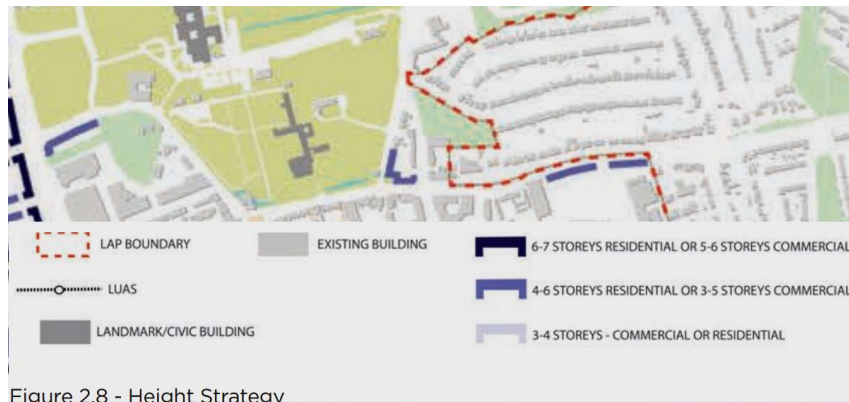 LAP BOUNDARY
EXISTING BUILDING
6-7 STOREYS RESIDENTIAL OR 5-6 STOREYS COMMERCIAL
LUAS
4-6 STOREYS RESIDENTIAL OR 3-5 STOREYS COMMERCIAL
LANDMARK/CIVIC BUILDING
3-4 STOREYS - COMMERCIAL OR RESIDENTIAL
Figure 2.8 - Height Strategy